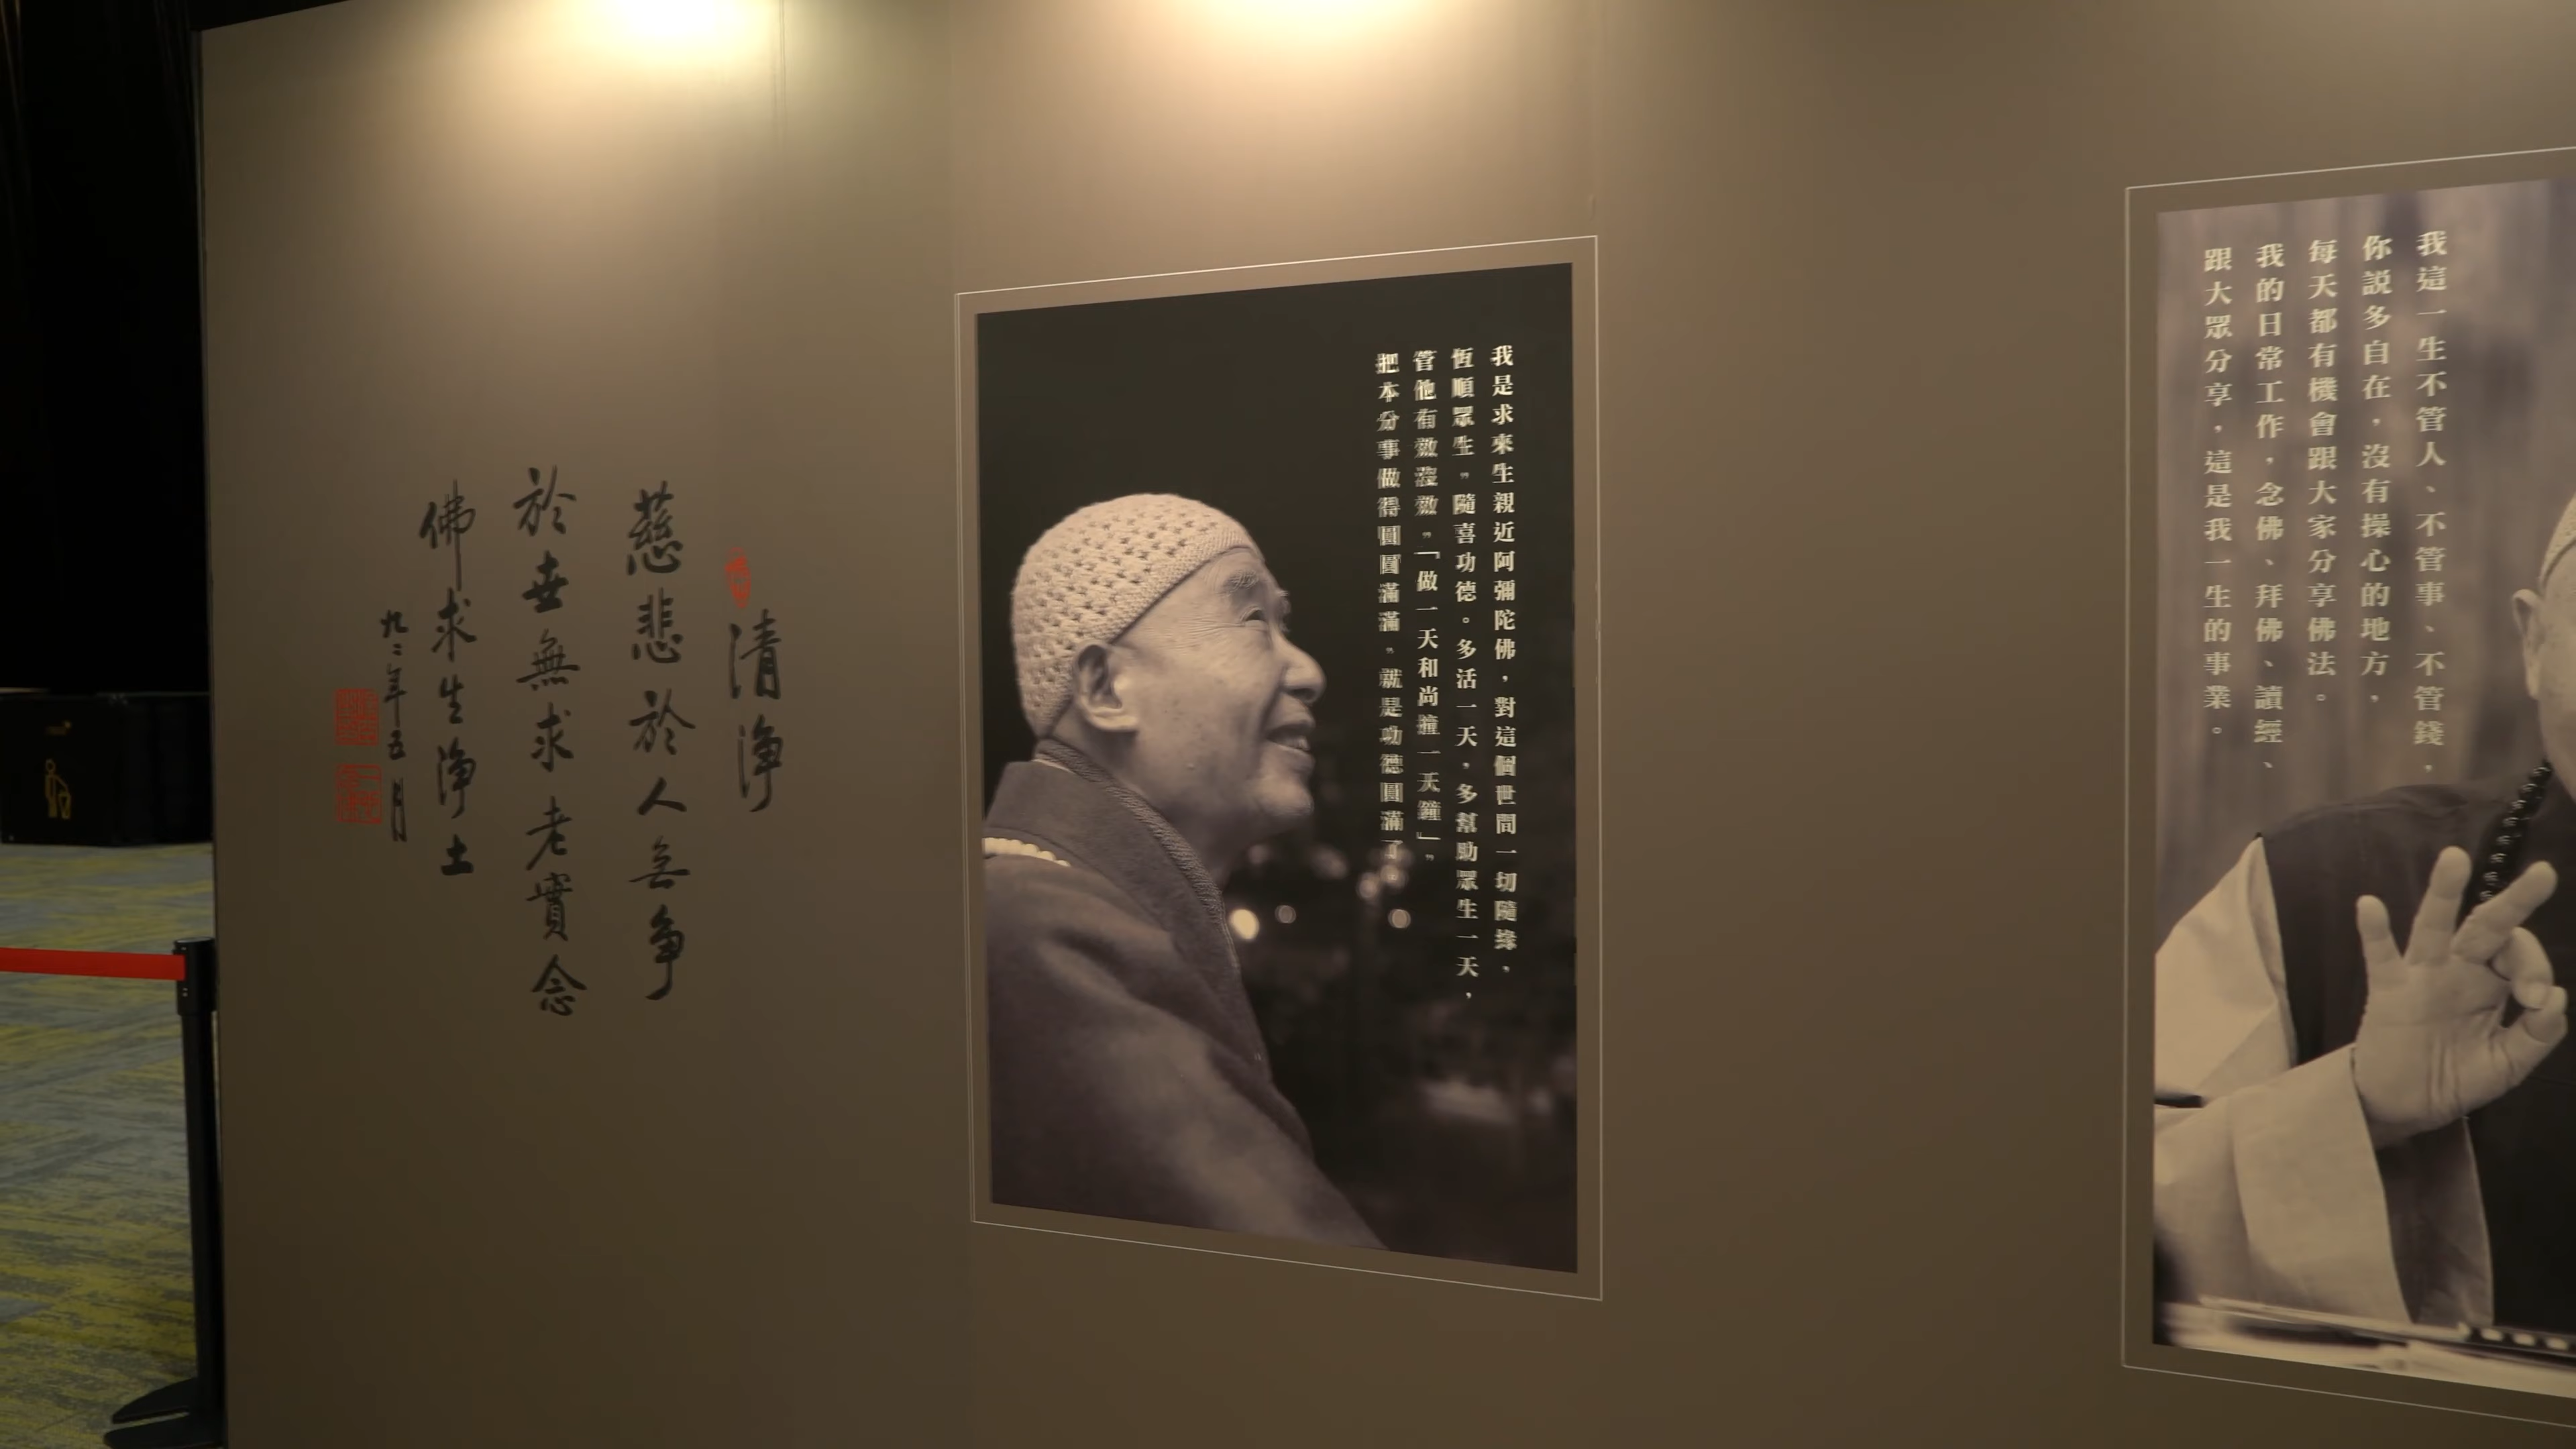 我這一生不管人、不管事、不管錢，
你説多自在，沒有操心的地方，
每天都有機會跟大家分享佛法。
我的日常工作，念佛、拜佛、讀經、
跟大眾分享，這是我一生的事業。
我是求來生親近阿彌陀佛，對這個世間一切隨緣，
恆順眾生，隨喜功德。多活一天，多幫助眾生一天，
管他有效沒效，「做一天和尚撞一天鐘」，
把本分事做得圓圓滿滿，就是功德圓滿了。
清淨
慈悲於人無爭
於世無求老實念
佛求生淨土
九二年五月